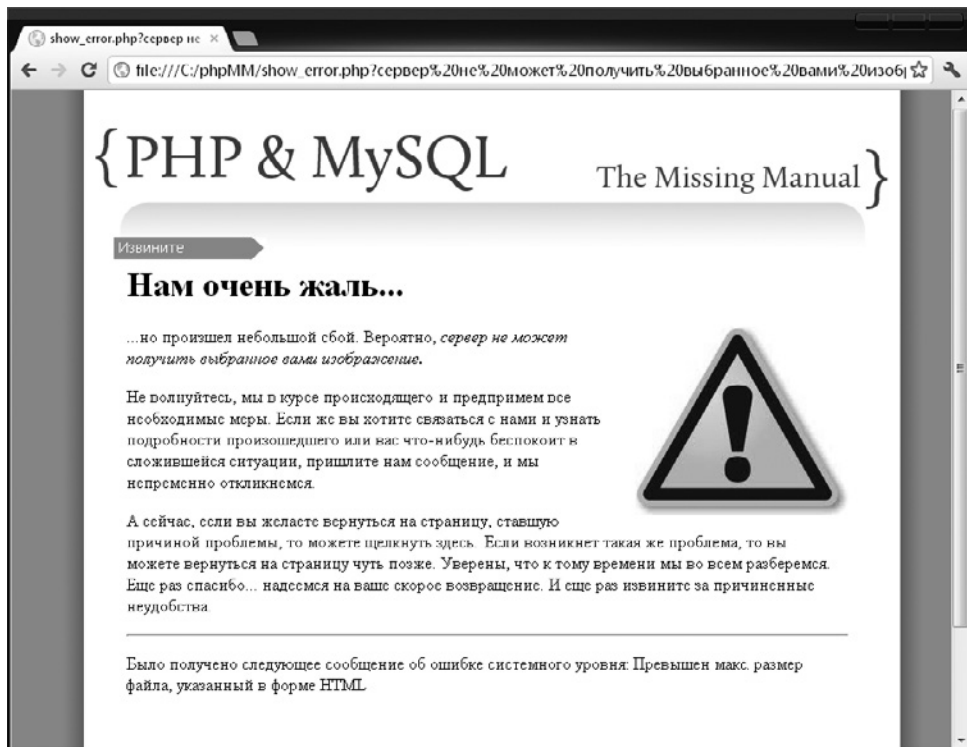 show_error.php?сервер не
file:///C:/phpMM/show_error.php?сервер%20не%20может%20получить%20выбранное%20вами%20изоб
{PHP & MySQL
The Missing Manual}
Извините
Нам очень жаль...
...но произшел небольшой сбой. Вероятно, сервер не может
получить выбранное вами изображение.
Не волнуйтесь, мы в курсе происходящего и предпримем все
необходимые меры. Если же вы хотите связаться с нами и узнать
подробности произошедшего или вас что-нибудь беспокоит в
сложившейся ситуации, пришлите нам сообщение, и мы
непременно откликнемся.
А сейчас, если вы желаете вернуться на страницу, ставшую
причиной проблемы, то можете щелкнуть здесь. Если возникнет такая же проблема, то вы
можете вернуться на страницу чуть позже. Уверены, что к тому времени мы во всем разберемся.
Еще раз спасибо... надеемся на ваше скорое возвращение. И еще раз извините за причиненные
неудобства.
Было получено следующее сообщение об ошибке системного уровня: Превышен макс. размер
файла, указанный в форме HTML